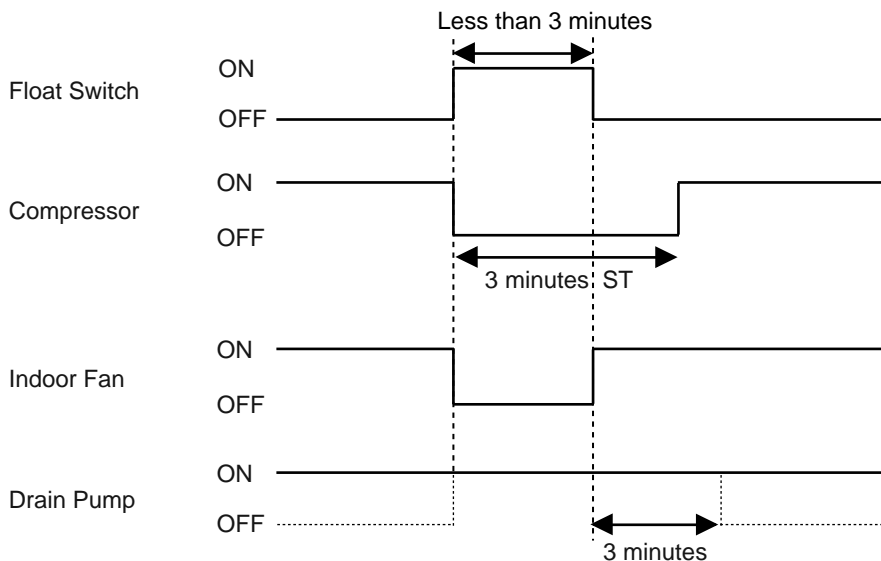 Less than 3 minutes
Float Switch
ON
OFF
Compressor
ON
OFF
3 minutes ST
Indoor Fan
ON
OFF
Drain Pump
ON
OFF
3 minutes